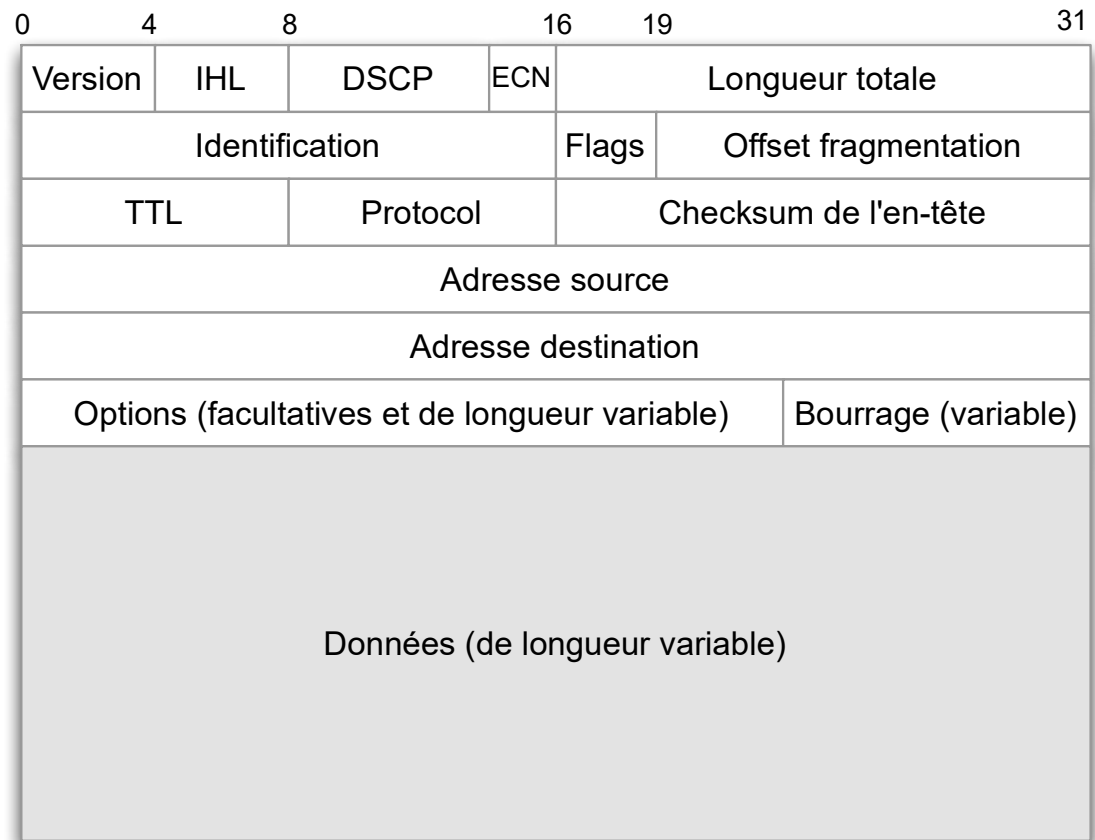 0 4 8 16 19 31
Version IHL DSCP ECN Longueur totale
Identification Flags Offset fragmentation
TTL Protocol Checksum de l'en-tête
Adresse source
Adresse destination
Options (facultatives et de longueur variable) Bourrage (variable)
Données (de longueur variable)